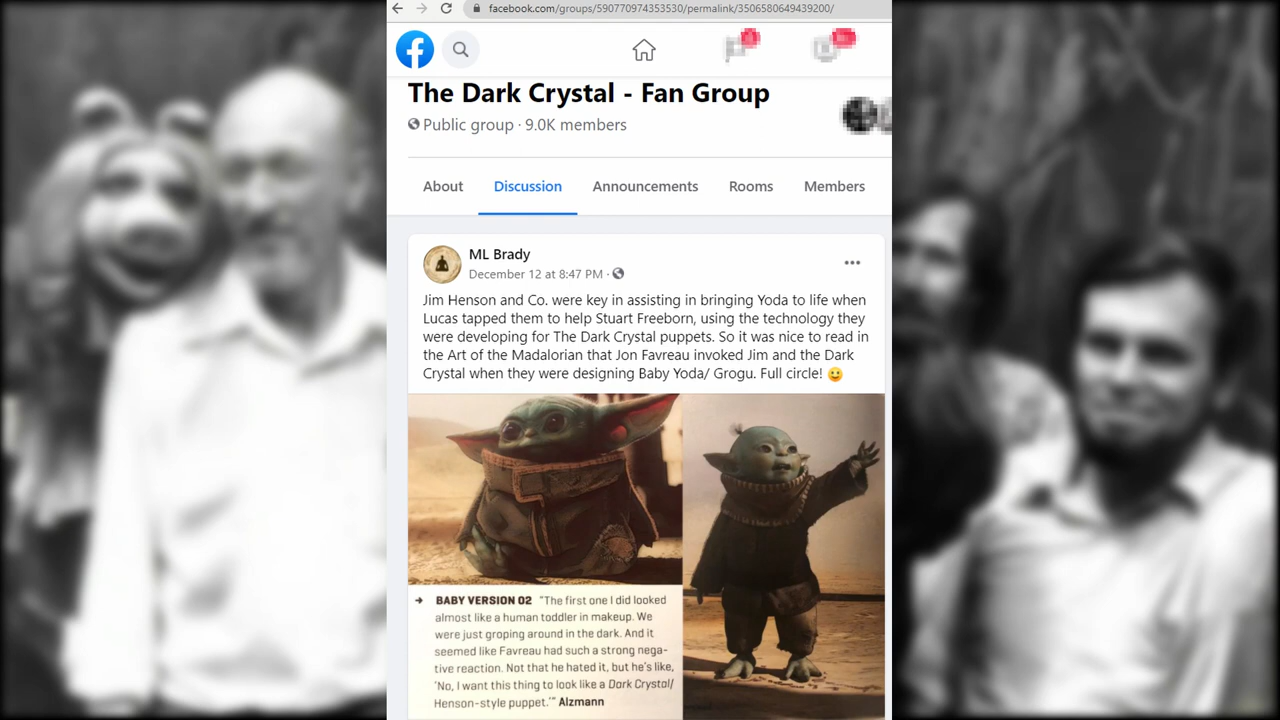 facebook.com/groups/590770974353530/permalink/3506580649439200/
The Dark Crystal - Fan Group
Public group · 9.0K members
About Discussion Announcements Rooms Members
ML Brady
December 12 at 8:47 PM ·
Jim Henson and Co. were key in assisting in bringing Yoda to life when
Lucas tapped them to help Stuart Freeborn, using the technology they
were developing for The Dark Crystal puppets. So it was nice to read in
the Art of the Madalorian that Jon Favreau invoked Jim and the Dark
Crystal when they were designing Baby Yoda/ Grogu. Full circle! 😀
→ BABY VERSION 02 "The first one I did looked
almost like a human toddler in makeup. We
were just groping around in the dark. And it
seemed like Favreau had such a strong nega-
tive reaction. Not that he hated it, but he's like,
'No, I want this thing to look like a Dark Crystal/
Henson-style puppet.'" Alzmann